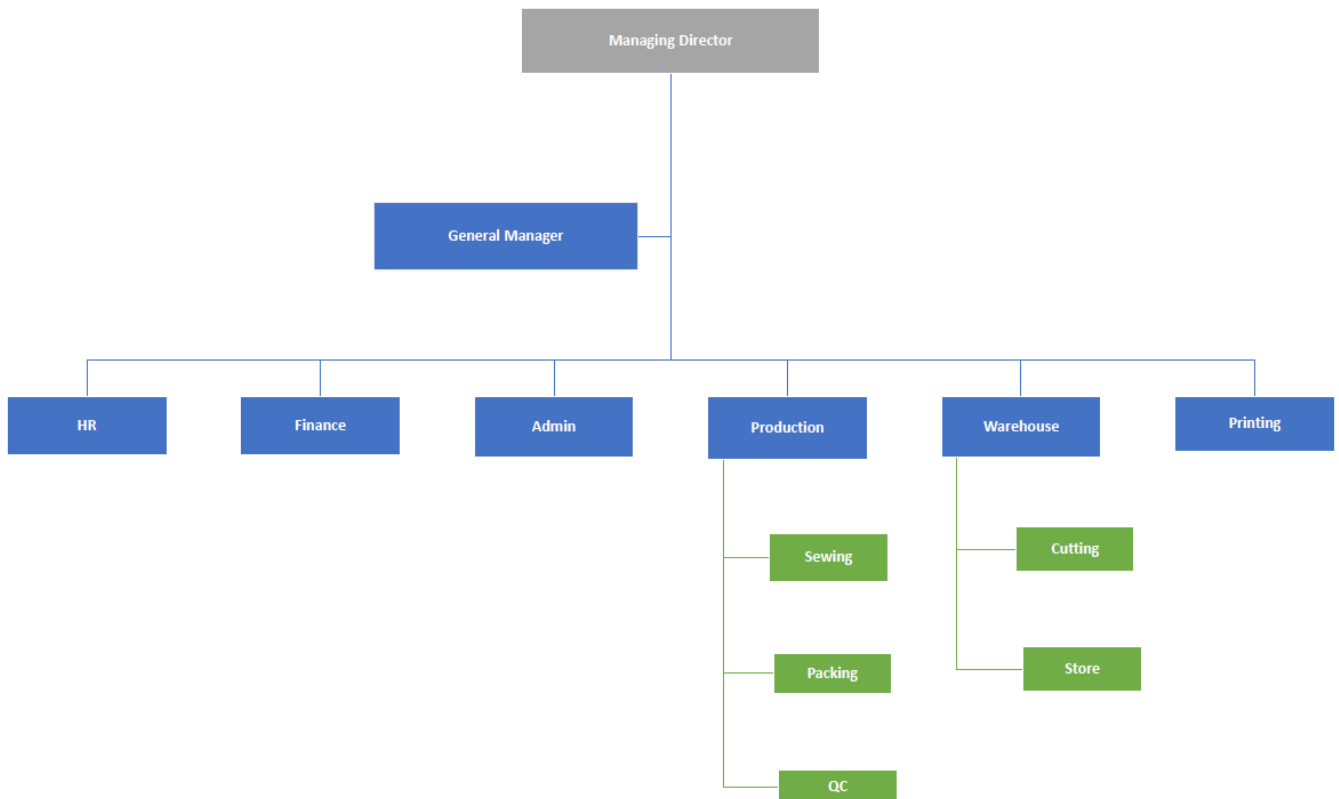 Managing Director
General Manager
HR
Finance
Admin
Production
Warehouse
Printing
Sewing
Cutting
Packing
Store
QC